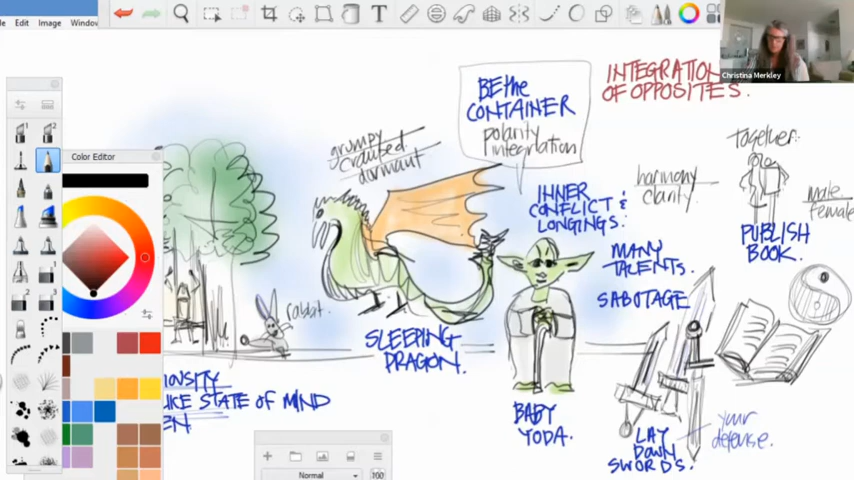 Edit Image Window
Christina Merkley
Color Editor
Normal
100
BE the
CONTAINER
polarity
integration
INTEGRATION
OF OPPOSITES.
grumpy
dormant
together:
harmony
clarity.
male
female
INNER
CONFLICT &
LONGINGS.
PUBLISH
BOOK.
MANY
TALENTS.
SABOTAGE
rabbit.
SLEEPING
DRAGON.
STATE OF MIND
BABY
YODA.
LAY
DOWN
SWORDS.
your
defense.